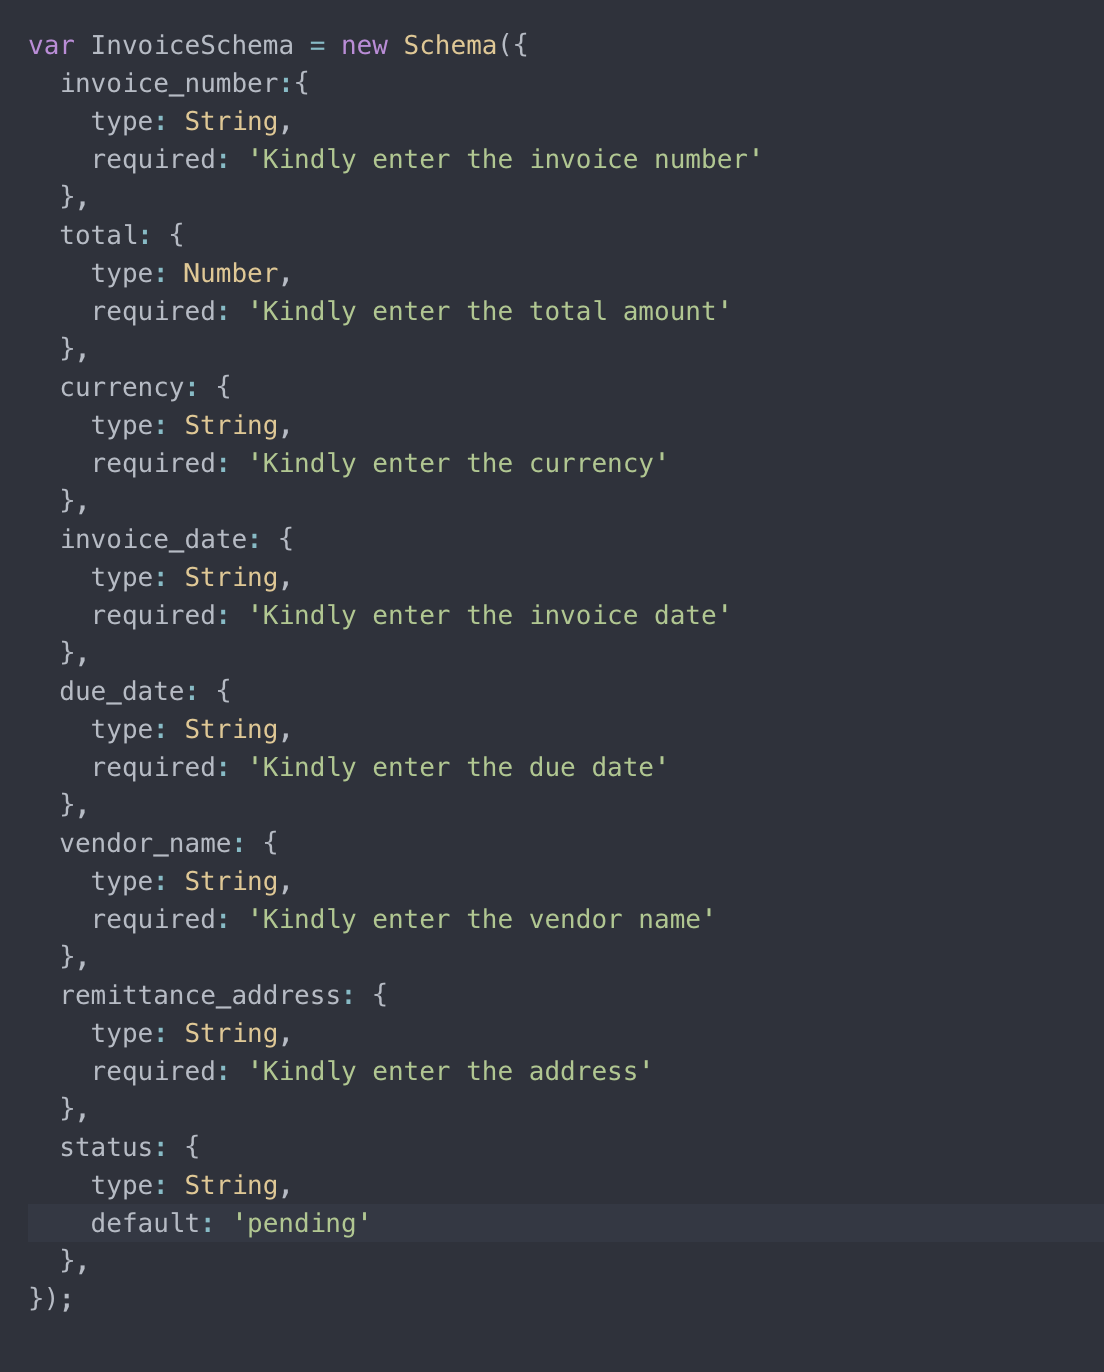 var InvoiceSchema = new Schema({
  invoice_number:{
    type: String,
    required: 'Kindly enter the invoice number'
  },
  total: {
    type: Number,
    required: 'Kindly enter the total amount'
  },
  currency: {
    type: String,
    required: 'Kindly enter the currency'
  },
  invoice_date: {
    type: String,
    required: 'Kindly enter the invoice date'
  },
  due_date: {
    type: String,
    required: 'Kindly enter the due date'
  },
  vendor_name: {
    type: String,
    required: 'Kindly enter the vendor name'
  },
  remittance_address: {
    type: String,
    required: 'Kindly enter the address'
  },
  status: {
    type: String,
    default: 'pending'
  },
});